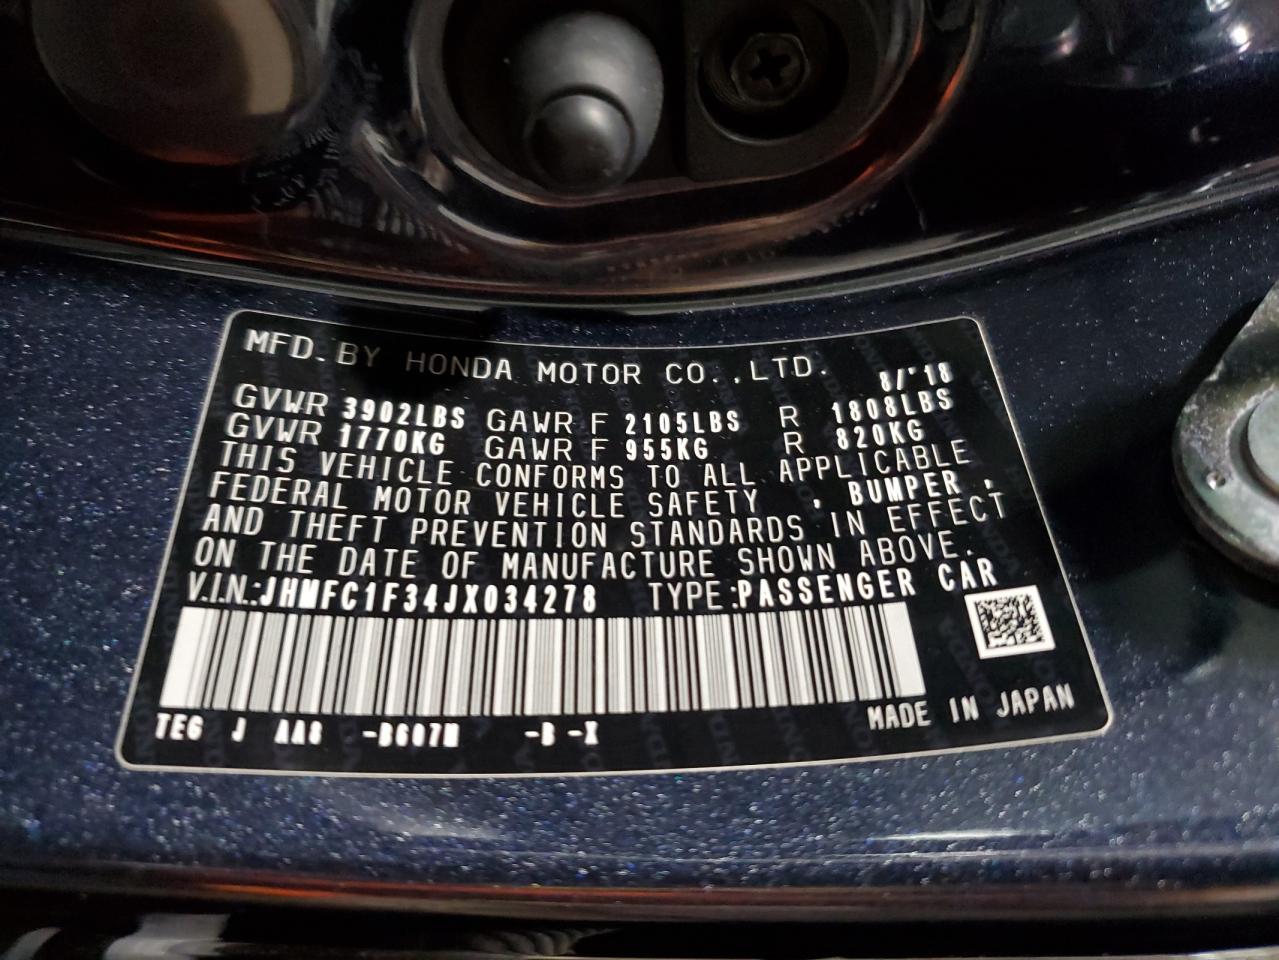 MFD. BY HONDA MOTOR CO.,LTD. 8/'18
GVWR 3902LBS GAWR F 2105LBS R 1808LBS
GVWR 1770KG GAWR F 955KG R 820KG
THIS VEHICLE CONFORMS TO ALL APPLICABLE
FEDERAL MOTOR VEHICLE SAFETY , BUMPER ,
AND THEFT PREVENTION STANDARDS IN EFFECT
ON THE DATE OF MANUFACTURE SHOWN ABOVE.
V.I.N.:JHMFC1F34JX034278 TYPE:PASSENGER CAR
TEG J AA8 -B607M -B -X MADE IN JAPAN